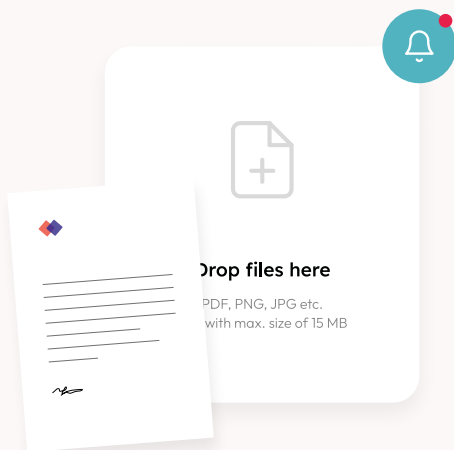 Drop files here
PDF, PNG, JPG etc.
with max. size of 15 MB